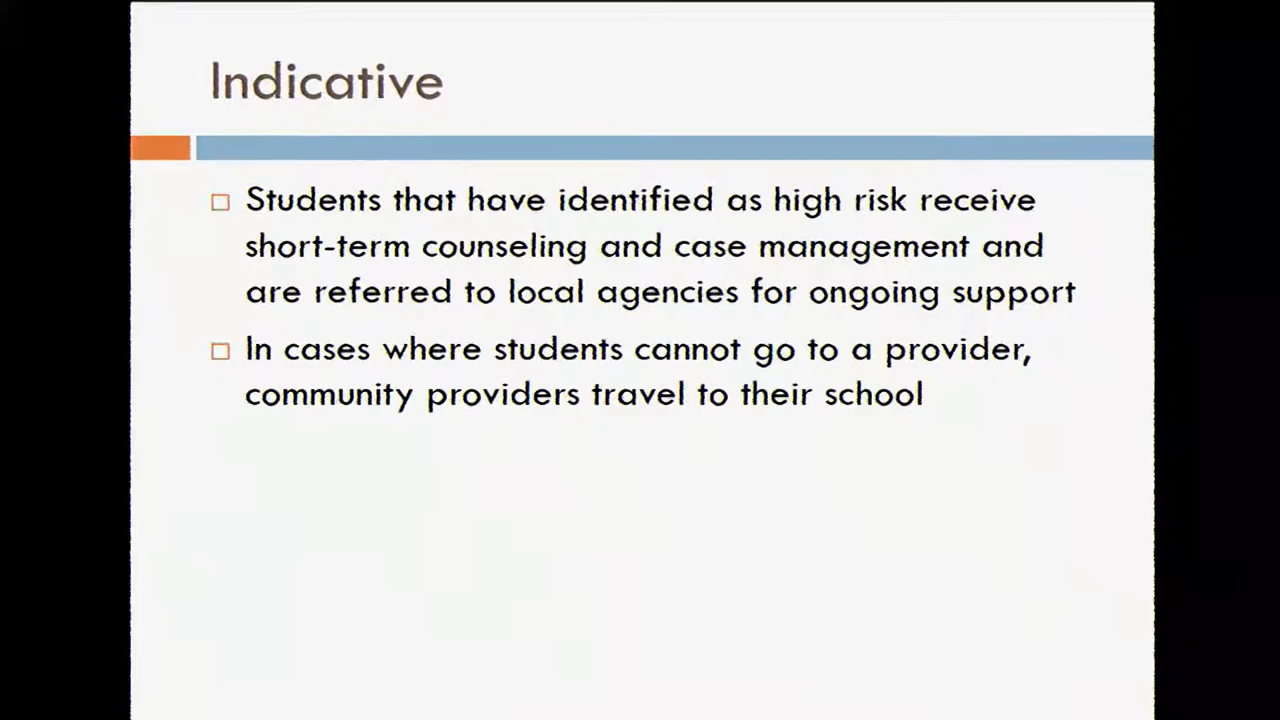 Indicative
Students that have identified as high risk receive
short-term counseling and case management and
are referred to local agencies for ongoing support
In cases where students cannot go to a provider,
community providers travel to their school